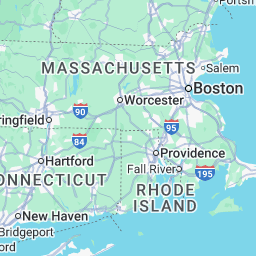 Portsm
MASSACHUSETTS
Salem
Boston
Worcester
90
ringfield
95
84
Providence
Hartford
Fall River
195
ONNECTICUT
RHODE
ISLAND
New Haven
Bridgeport
ford